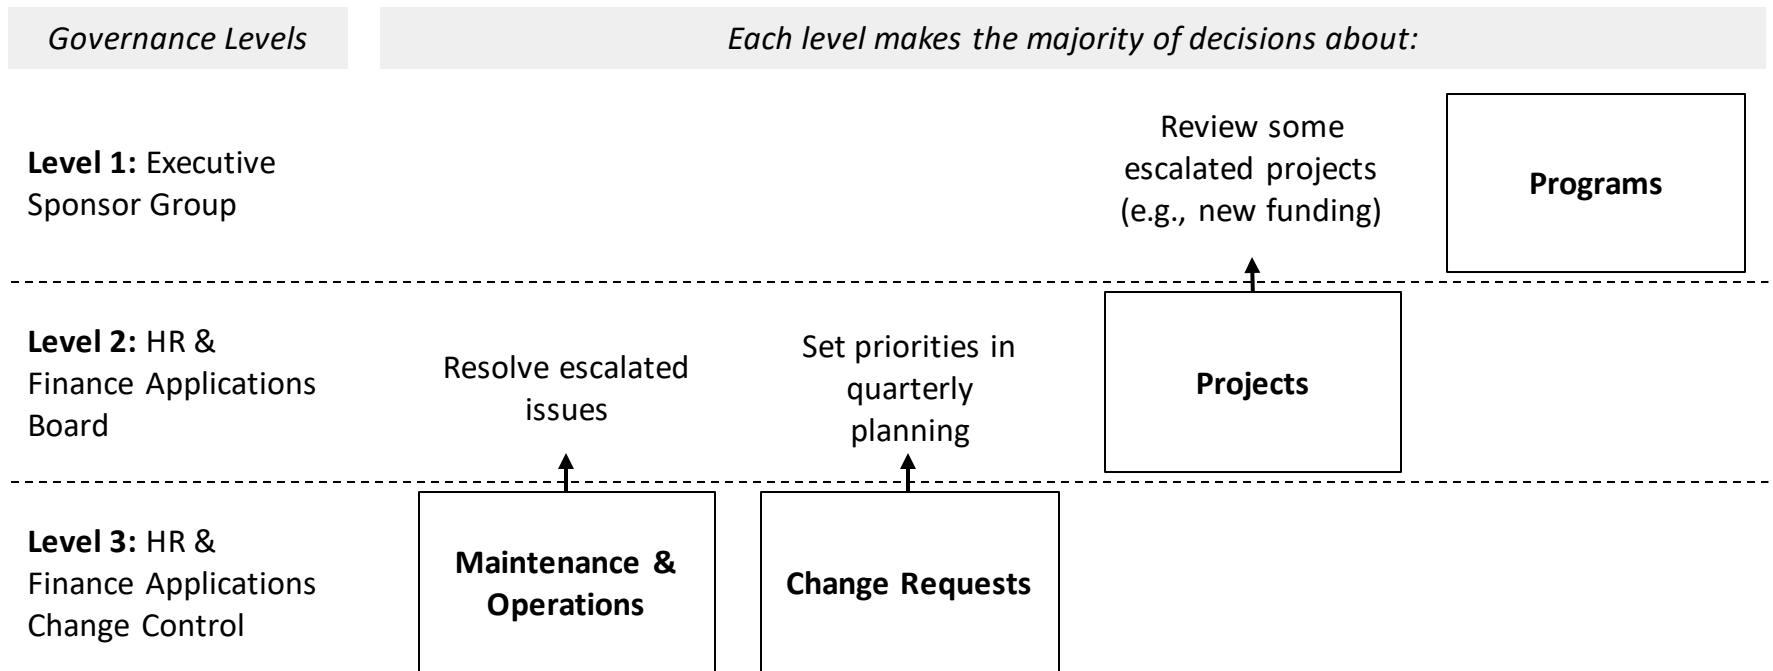 Governance Levels
Each level makes the majority of decisions about:
Level 1: Executive
Sponsor Group
Review some
escalated projects
(e.g., new funding)
Programs
Level 2: HR &
Finance Applications
Board
Resolve escalated
issues
Set priorities in
quarterly
planning
Projects
Level 3: HR &
Finance Applications
Change Control
Maintenance &
Operations
Change Requests